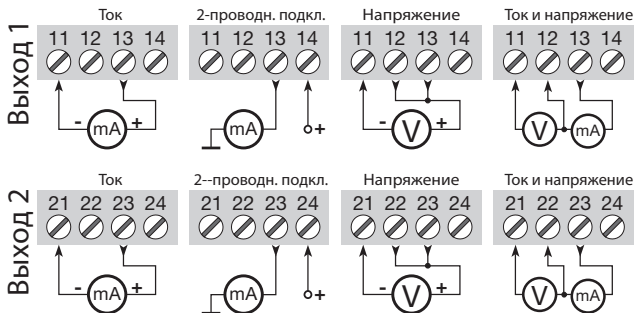 Выход 1
Ток
2-проводн. подкл.
Напряжение
Ток и напряжение
11 12 13 14
11 12 13 14
11 12 13 14
11 12 13 14
- mA +
mA +
- V +
V mA
Выход 2
Ток
2--проводн. подкл.
Напряжение
Ток и напряжение
21 22 23 24
21 22 23 24
21 22 23 24
21 22 23 24
- mA +
mA +
- V +
V mA